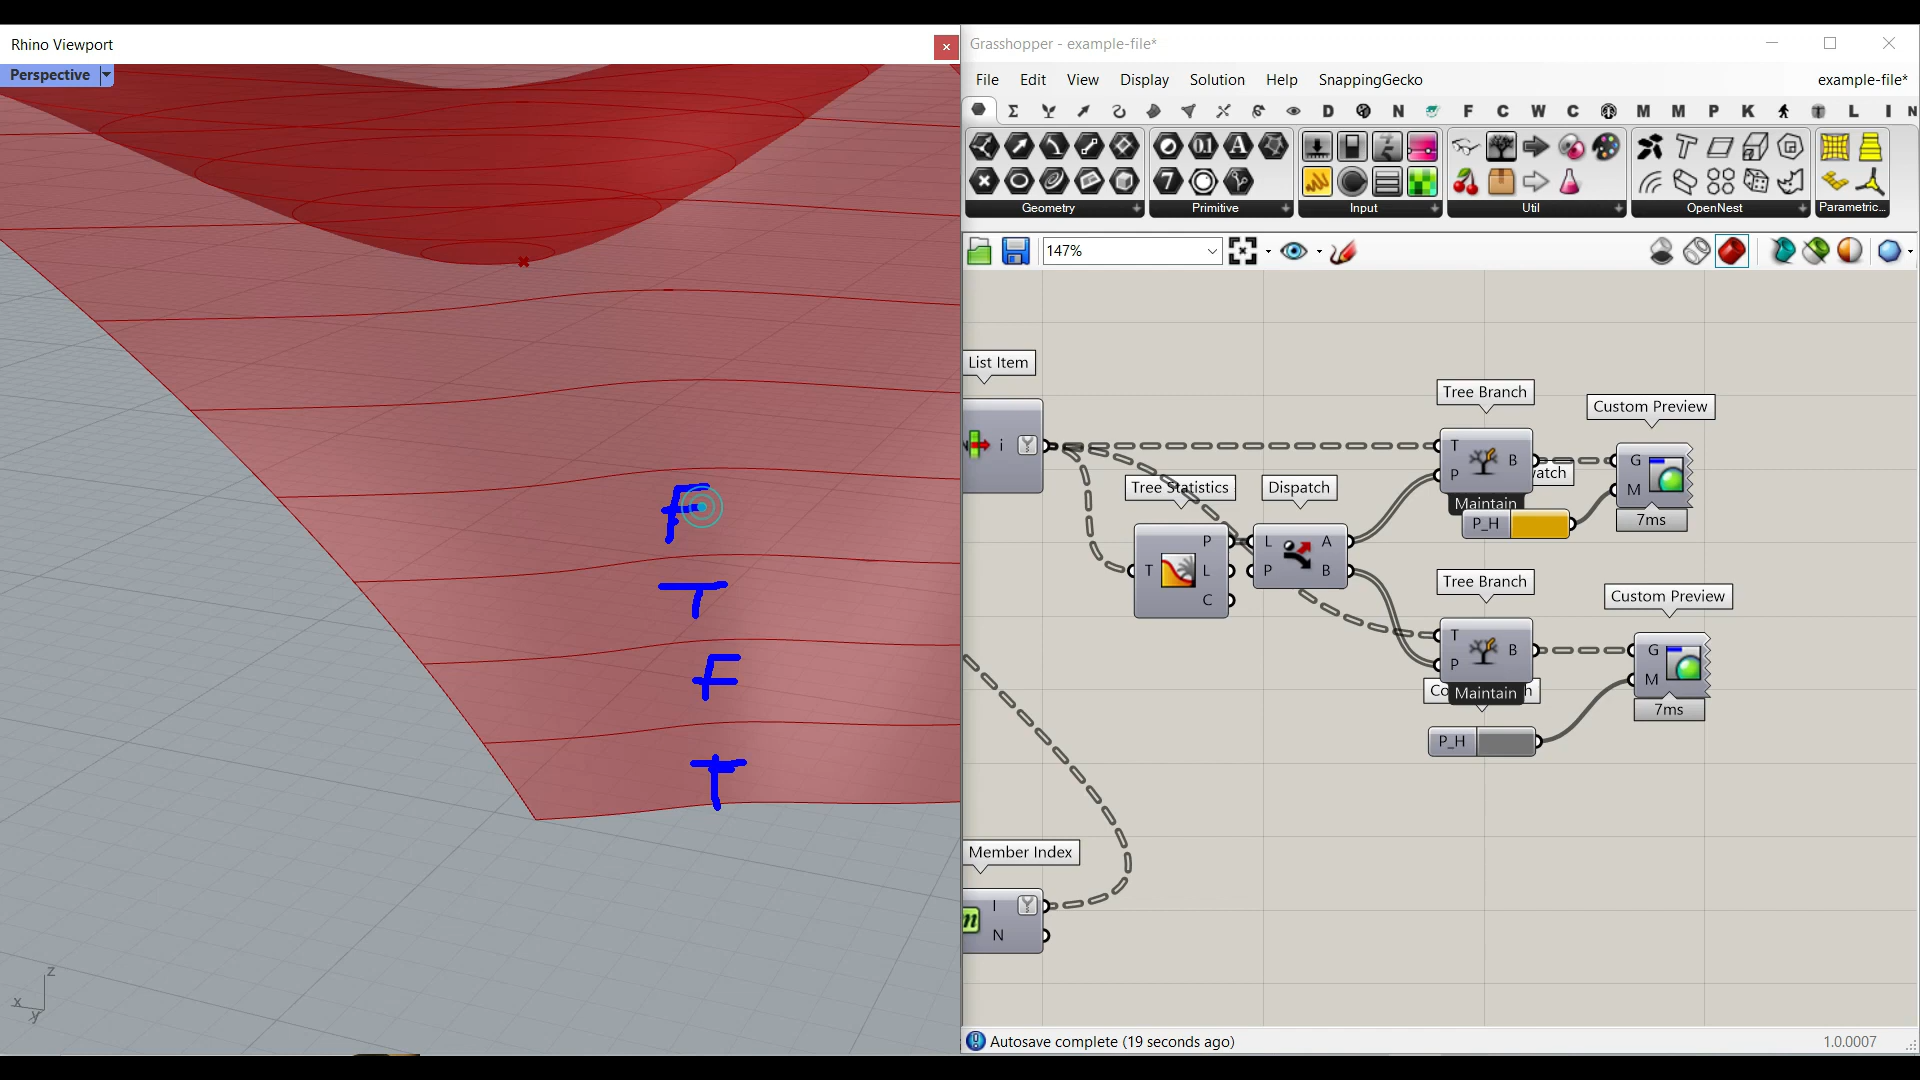 Rhino Viewport
Perspective
F
T
F
T
z
x
y
Grasshopper - example-file*
File Edit View Display Solution Help SnappingGecko
example-file*
D N F C W C M M P K L I N
Geometry Primitive Input Util OpenNest Parametric...
147%
List Item
i
Tree Statistics
T P L C
Dispatch
L P A B
Tree Branch
T P B
Maintain
Custom Preview
G M
7ms
P_H
Tree Branch
T P B
Maintain
Custom Preview
G M
7ms
P_H
Member Index
I
N
Autosave complete (19 seconds ago)
1.0.0007